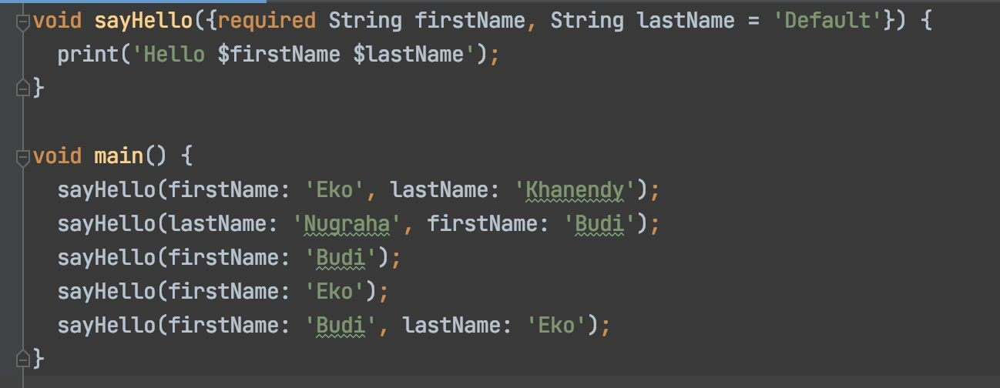 void sayHello({required String firstName, String lastName = 'Default'}) {
  print('Hello $firstName $lastName');
}

void main() {
  sayHello(firstName: 'Eko', lastName: 'Khanendy');
  sayHello(lastName: 'Nugraha', firstName: 'Budi');
  sayHello(firstName: 'Budi');
  sayHello(firstName: 'Eko');
  sayHello(firstName: 'Budi', lastName: 'Eko');
}